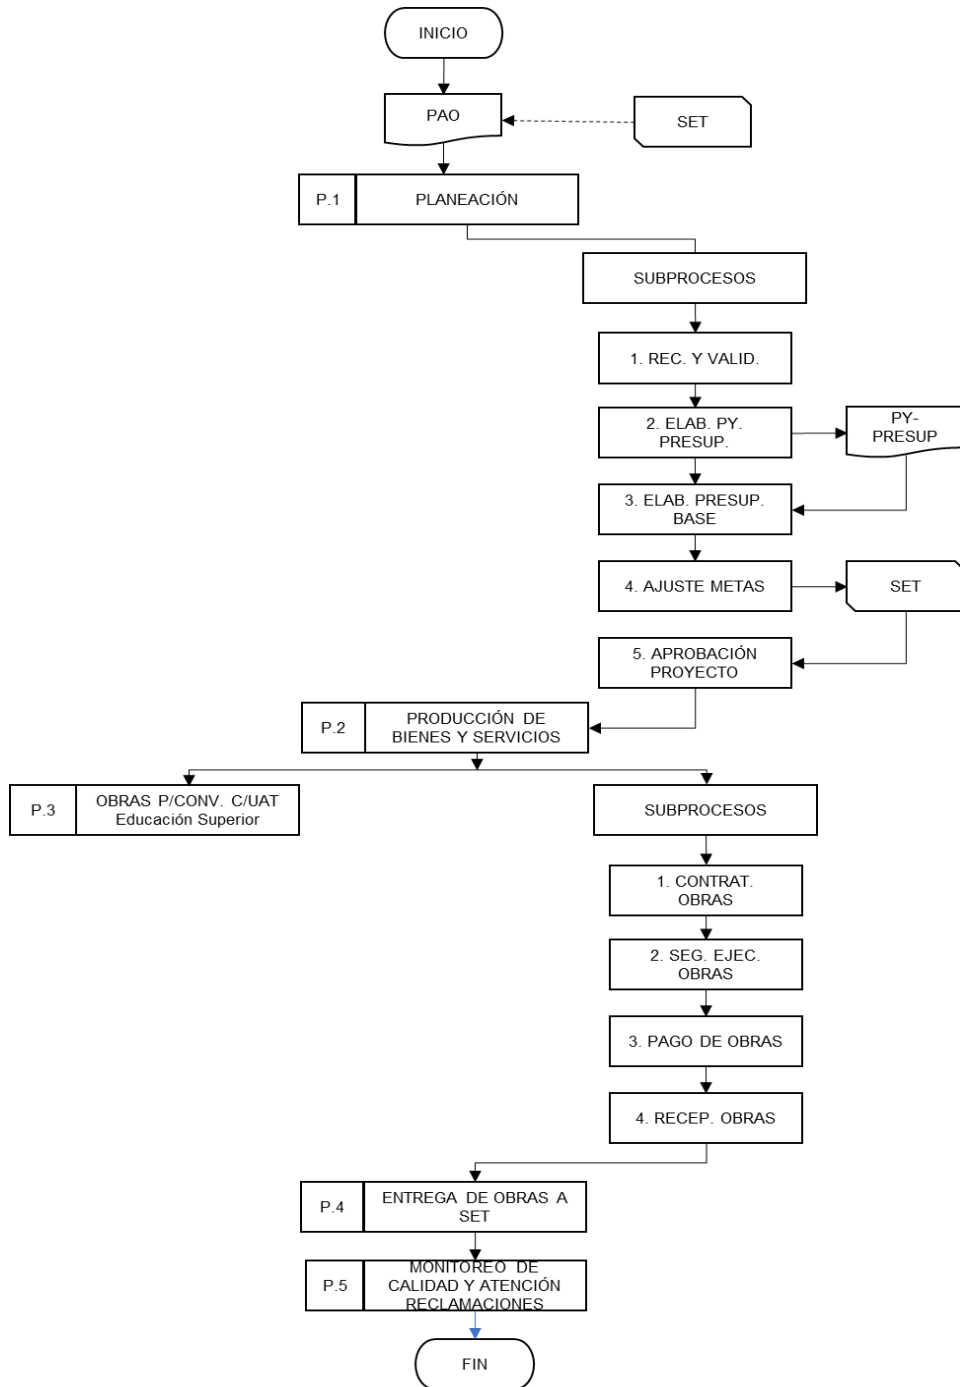 INICIO
PAO
SET
P.1
PLANEACIÓN
SUBPROCESOS
1. REC. Y VALID.
2. ELAB. PY.
PRESUP.
PY-
PRESUP
3. ELAB. PRESUP.
BASE
4. AJUSTE METAS
SET
5. APROBACIÓN
PROYECTO
P.2
PRODUCCIÓN DE
BIENES Y SERVICIOS
P.3
OBRAS P/CONV. C/UAT
Educación Superior
SUBPROCESOS
1. CONTRAT.
OBRAS
2. SEG. EJEC.
OBRAS
3. PAGO DE OBRAS
4. RECEP. OBRAS
P.4
ENTREGA DE OBRAS A
SET
P.5
MONITOREO DE
CALIDAD Y ATENCIÓN
RECLAMACIONES
FIN